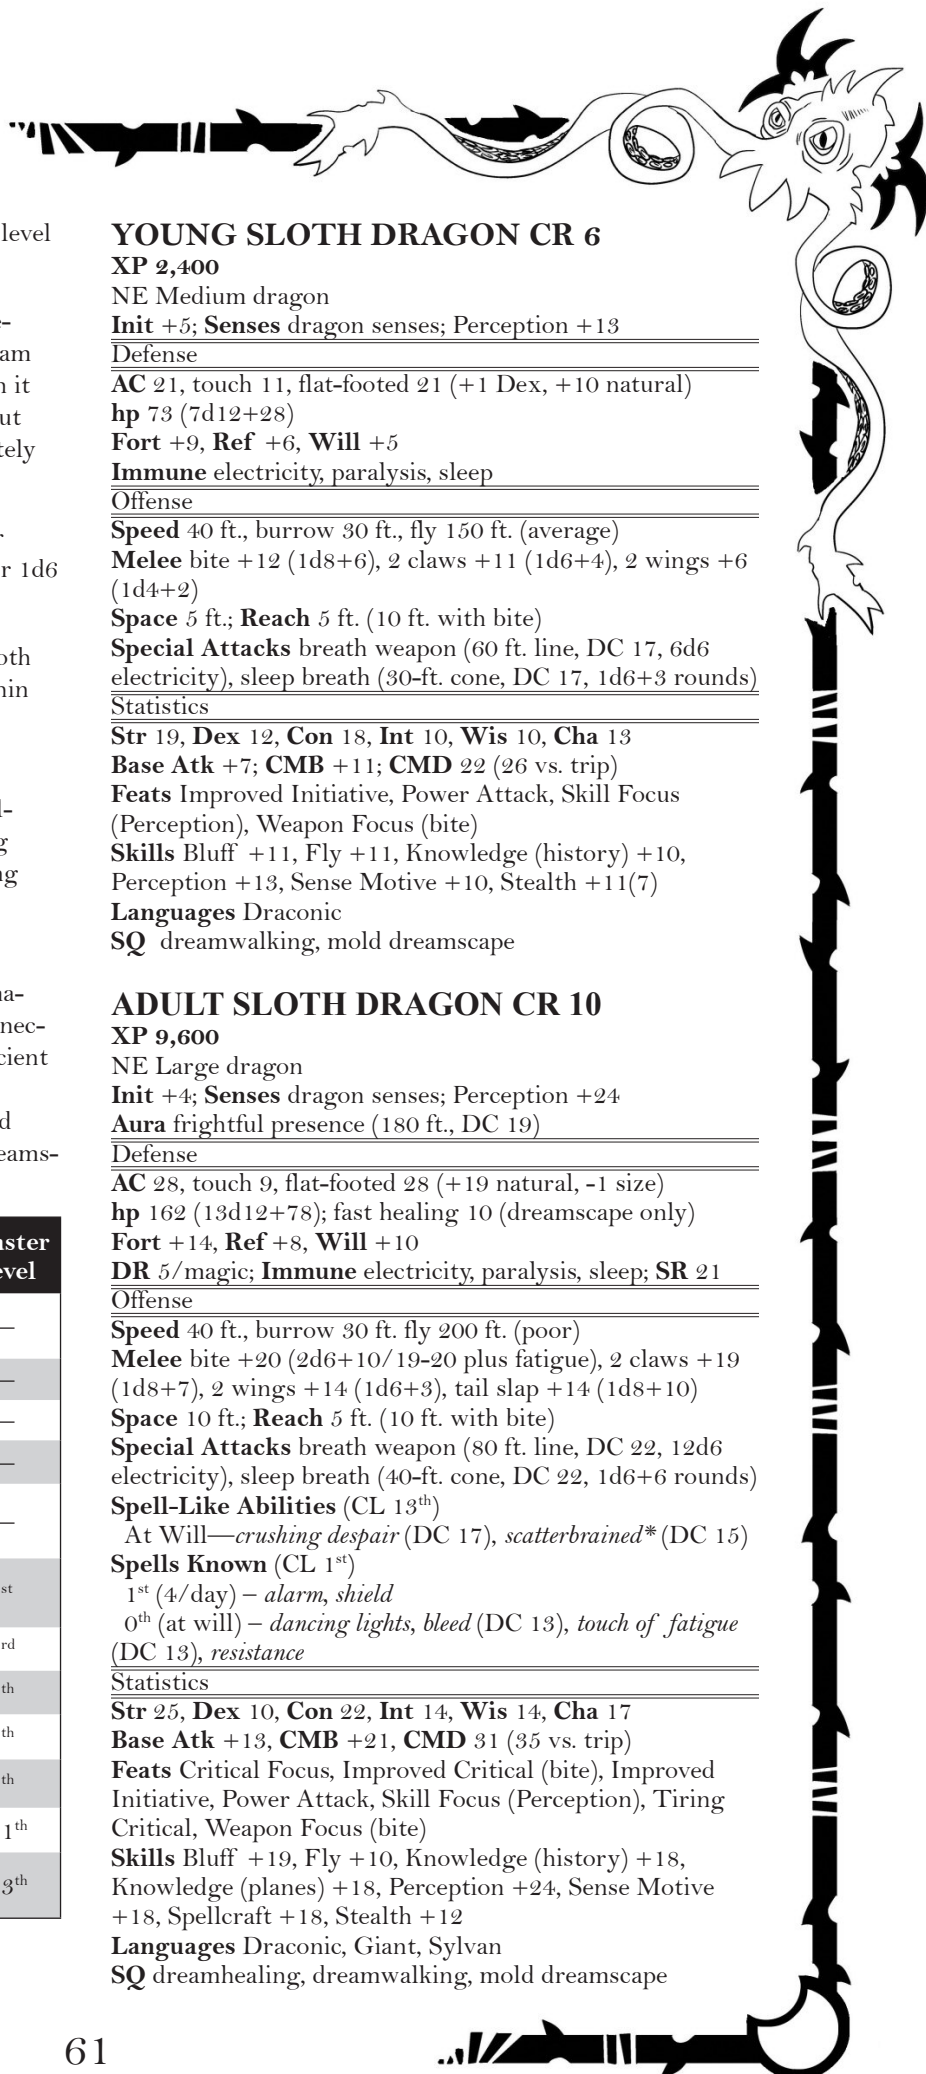 level
am
it
r 1d6
YOUNG SLOTH DRAGON CR 6
XP 2,400
NE Medium dragon
Init +5; Senses dragon senses; Perception +13
Defense
AC 21, touch 11, flat-footed 21 (+1 Dex, +10 natural)
hp 73 (7d12+28)
Fort +9, Ref +6, Will +5
Immune electricity, paralysis, sleep
Offense
Speed 40 ft., burrow 30 ft., fly 150 ft. (average)
Melee bite +12 (1d8+6), 2 claws +11 (1d6+4), 2 wings +6
(1d4+2)
Space 5 ft.; Reach 5 ft. (10 ft. with bite)
Special Attacks breath weapon (60 ft. line, DC 17, 6d6
electricity), sleep breath (30-ft. cone, DC 17, 1d6+3 rounds)
Statistics
Str 19, Dex 12, Con 18, Int 10, Wis 10, Cha 13
Base Atk +7; CMB +11; CMD 22 (26 vs. trip)
Feats Improved Initiative, Power Attack, Skill Focus
(Perception), Weapon Focus (bite)
Skills Bluff +11, Fly +11, Knowledge (history) +10,
Perception +13, Sense Motive +10, Stealth +11(7)
Languages Draconic
SQ dreamwalking, mold dreamscape
ADULT SLOTH DRAGON CR 10
XP 9,600
NE Large dragon
Init +4; Senses dragon senses; Perception +24
Aura frightful presence (180 ft., DC 19)
Defense
AC 28, touch 9, flat-footed 28 (+19 natural, -1 size)
hp 162 (13d12+78); fast healing 10 (dreamscape only)
Fort +14, Ref +8, Will +10
DR 5/magic; Immune electricity, paralysis, sleep; SR 21
Offense
Speed 40 ft., burrow 30 ft. fly 200 ft. (poor)
Melee bite +20 (2d6+10/19-20 plus fatigue), 2 claws +19
(1d8+7), 2 wings +14 (1d6+3), tail slap +14 (1d8+10)
Space 10 ft.; Reach 5 ft. (10 ft. with bite)
Special Attacks breath weapon (80 ft. line, DC 22, 12d6
electricity), sleep breath (40-ft. cone, DC 22, 1d6+6 rounds)
Spell-Like Abilities (CL 13th)
At Will—crushing despair (DC 17), scatterbrained* (DC 15)
Spells Known (CL 1st)
1st (4/day) – alarm, shield
0th (at will) – dancing lights, bleed (DC 13), touch of fatigue
(DC 13), resistance
Statistics
Str 25, Dex 10, Con 22, Int 14, Wis 14, Cha 17
Base Atk +13, CMB +21, CMD 31 (35 vs. trip)
Feats Critical Focus, Improved Critical (bite), Improved
Initiative, Power Attack, Skill Focus (Perception), Tiring
Critical, Weapon Focus (bite)
Skills Bluff +19, Fly +10, Knowledge (history) +18,
Knowledge (planes) +18, Perception +24, Sense Motive
+18, Spellcraft +18, Stealth +12
Languages Draconic, Giant, Sylvan
SQ dreamhealing, dreamwalking, mold dreamscape
61